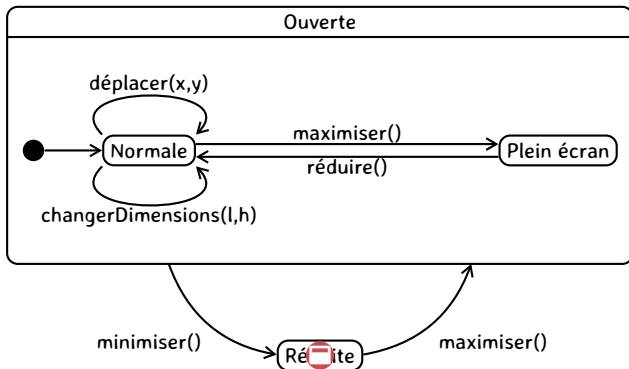 Ouverte
déplacer(x,y)
Normale
maximiser()
réduire()
Plein écran
changerDimensions(l,h)
minimiser()
maximiser()